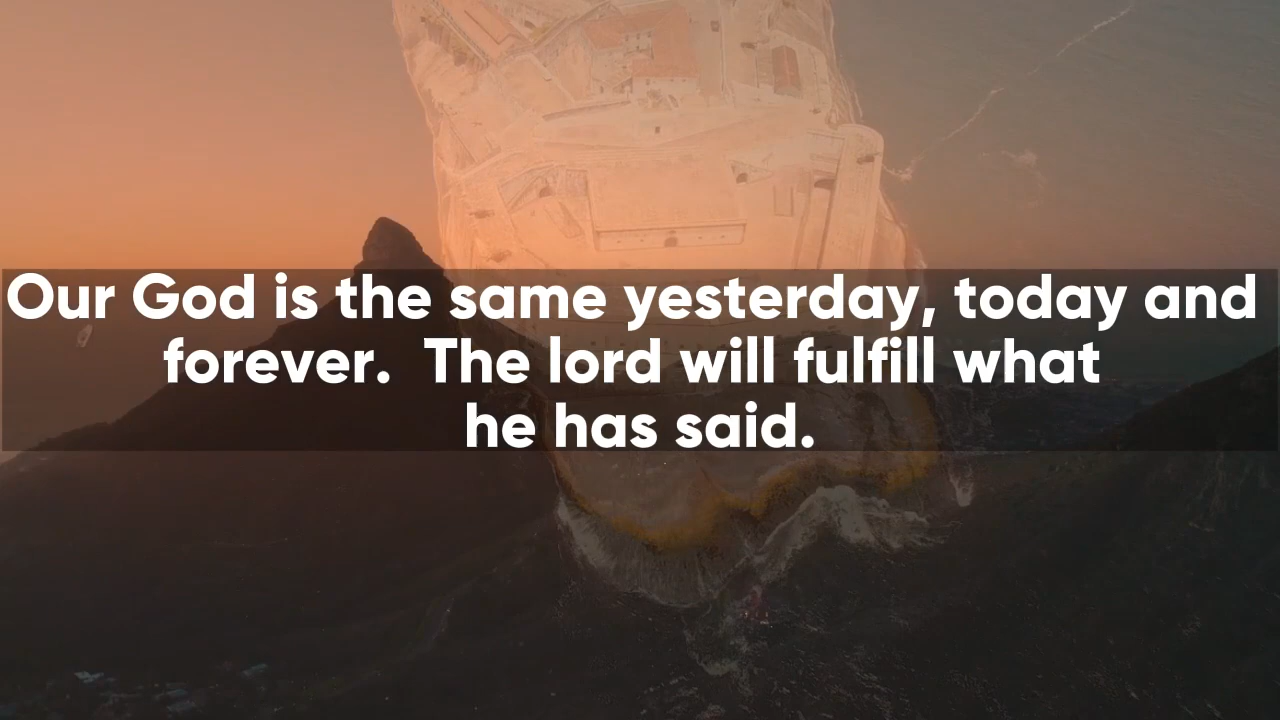 Our God is the same yesterday, today and
forever.  The lord will fulfill what
he has said.